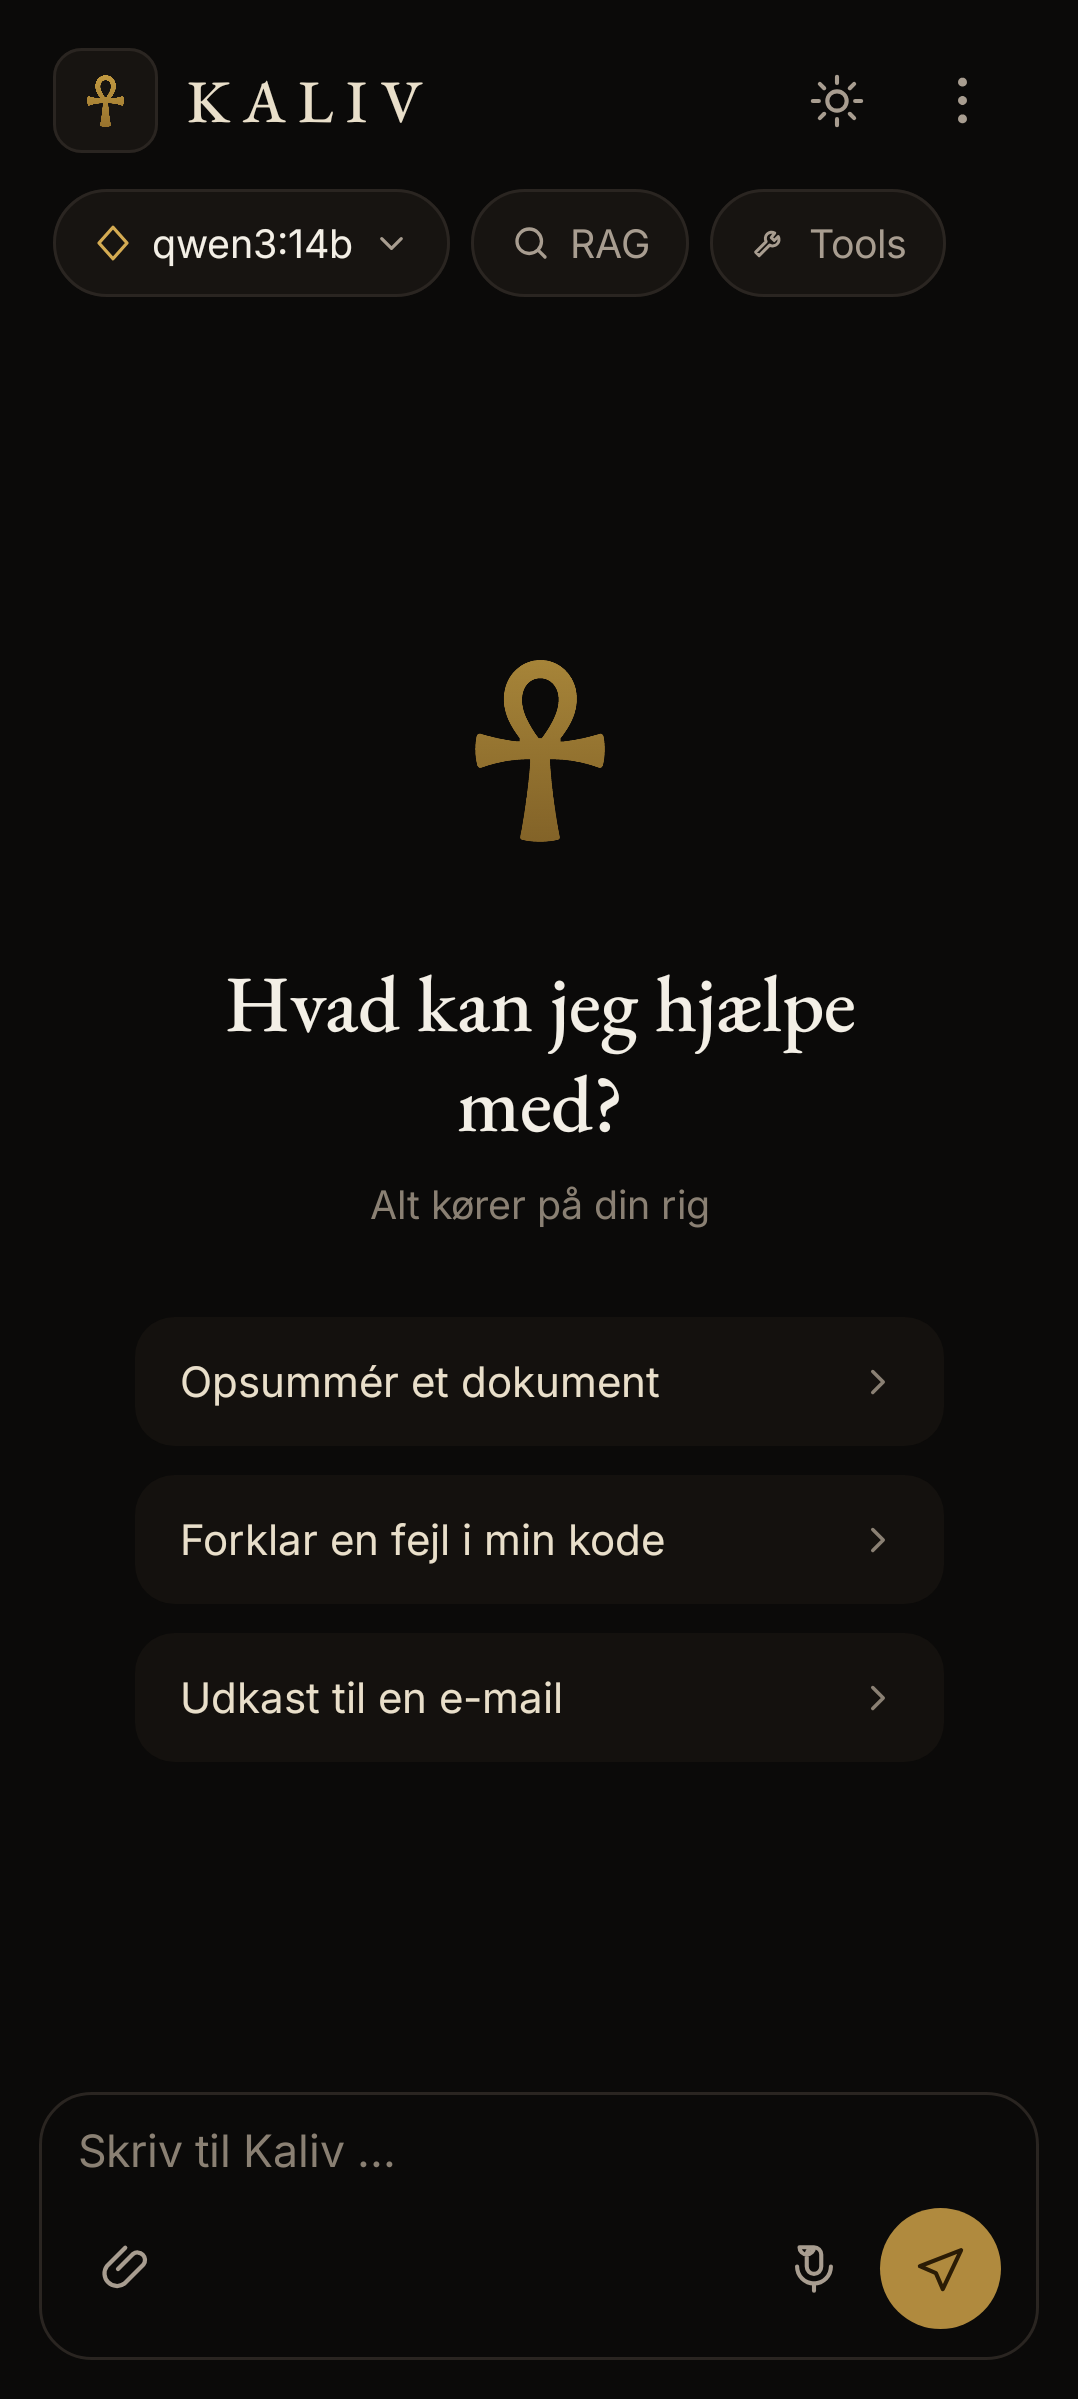 KALIV
qwen3:14b
RAG
Tools
Hvad kan jeg hjælpe
med?
Alt kører på din rig
Opsummér et dokument
Forklar en fejl i min kode
Udkast til en e-mail
Skriv til Kaliv ...